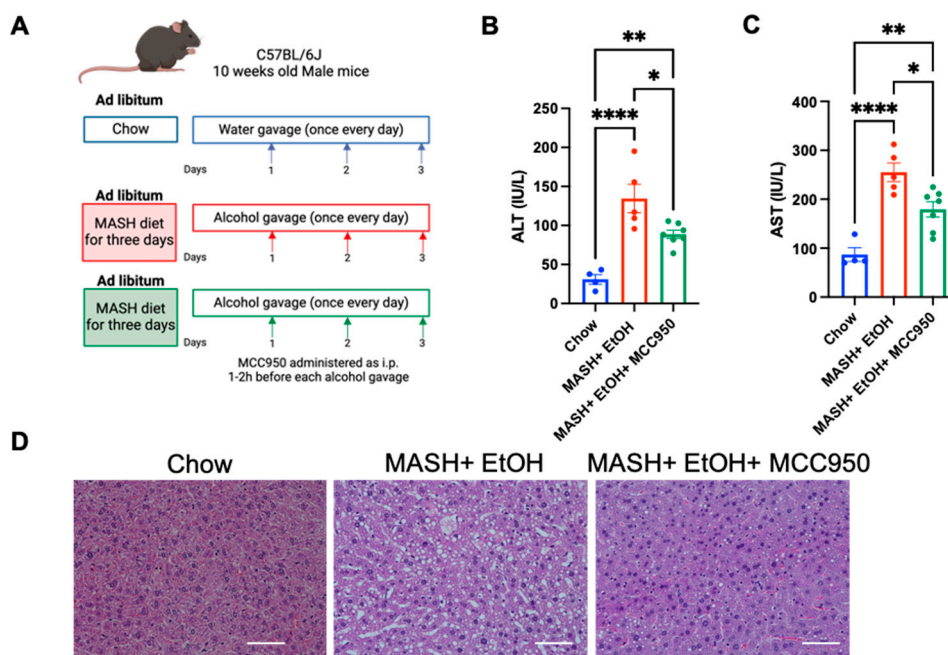 A
C57BL/6J
10 weeks old Male mice
Ad libitum
Chow
Water gavage (once every day)
Days
1
2
3
Ad libitum
MASH diet
for three days
Alcohol gavage (once every day)
Days
1
2
3
Ad libitum
MASH diet
for three days
Alcohol gavage (once every day)
Days
1
2
3
MCC950 administered as i.p.
1-2h before each alcohol gavage
B
**
*
****
250
200
150
100
50
0
ALT (IU/L)
Chow
MASH+ EtOH
MASH+ EtOH+ MCC950
C
**
*
****
400
300
200
100
0
AST (IU/L)
Chow
MASH+ EtOH
MASH+ EtOH+ MCC950
D
Chow
MASH+ EtOH
MASH+ EtOH+ MCC950